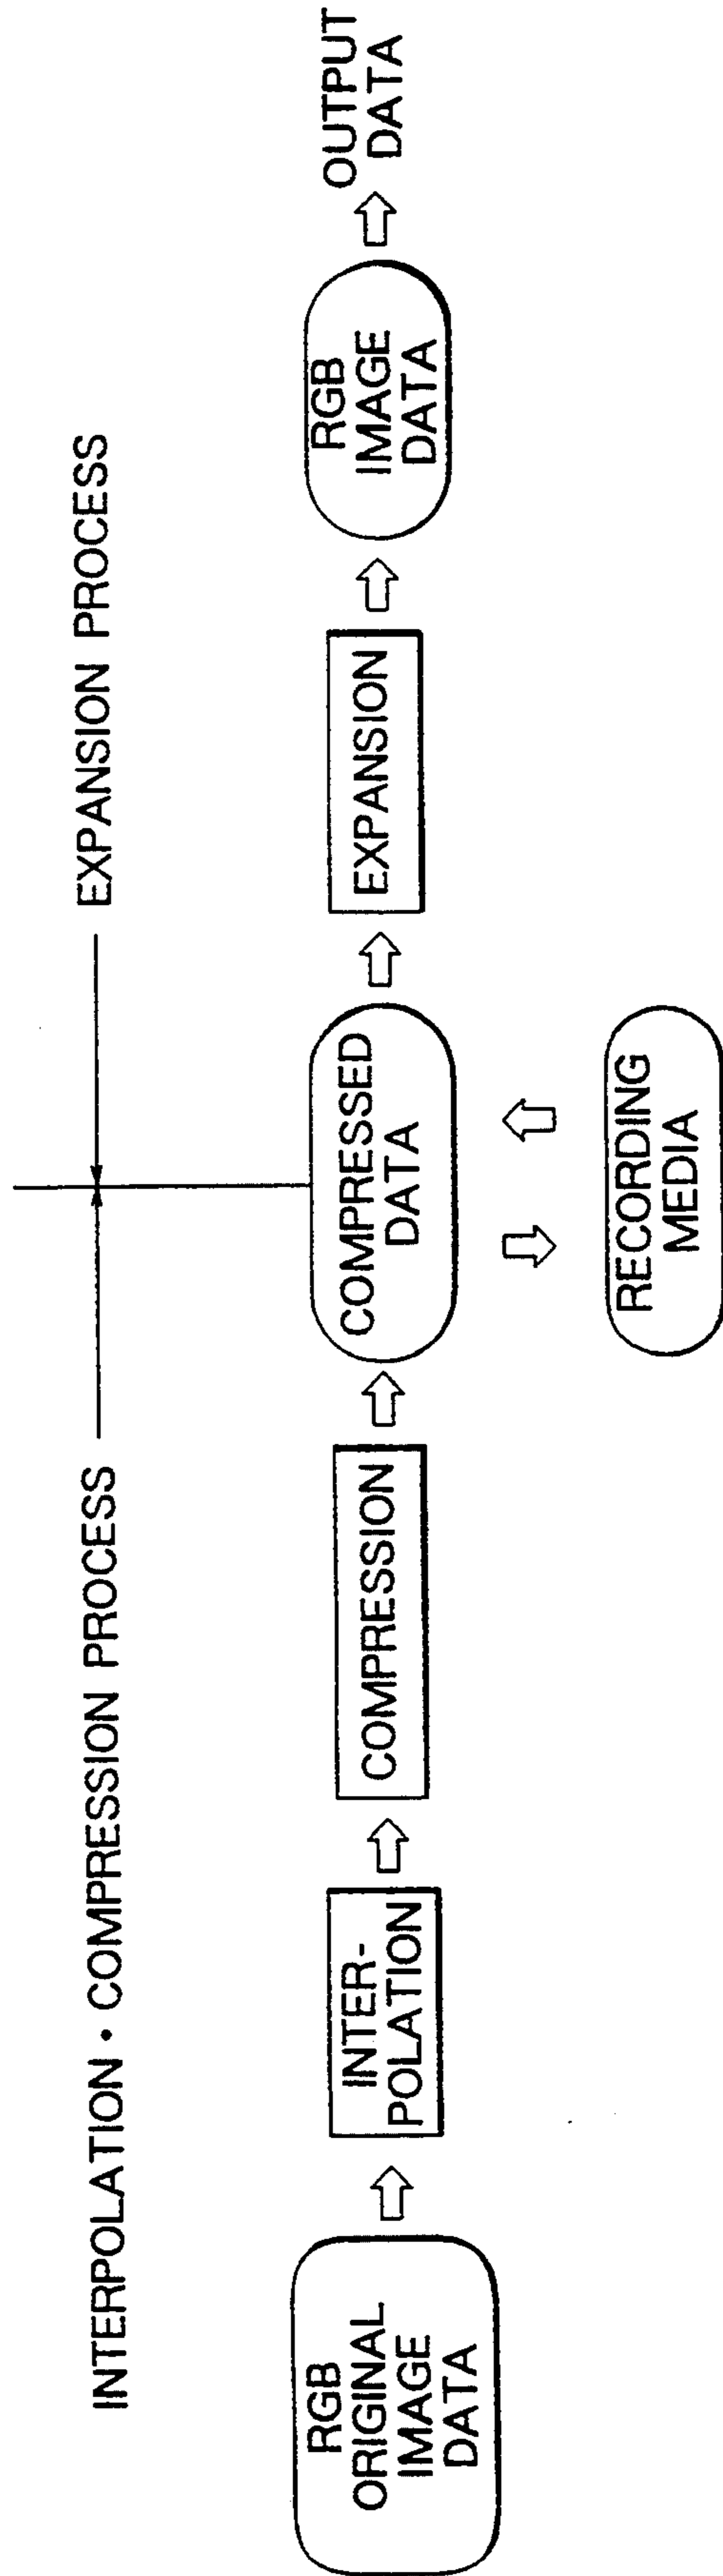 INTERPOLATION • COMPRESSION PROCESS
EXPANSION PROCESS
RGB
ORIGINAL
IMAGE
DATA
INTER-
POLATION
COMPRESSION
COMPRESSED
DATA
EXPANSION
RGB
IMAGE
DATA
OUTPUT
DATA
RECORDING
MEDIA